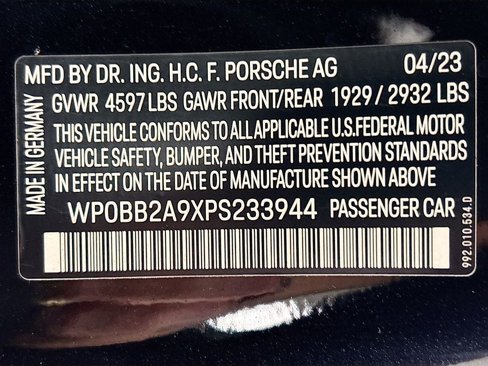 MFD BY DR. ING. H.C. F. PORSCHE AG 04/23
GVWR 4597 LBS GAWR FRONT/REAR 1929 / 2932 LBS
THIS VEHICLE CONFORMS TO ALL APPLICABLE U.S.FEDERAL MOTOR
VEHICLE SAFETY, BUMPER, AND THEFT PREVENTION STANDARDS
IN EFFECT ON THE DATE OF MANUFACTURE SHOWN ABOVE
WP0BB2A9XPS233944 PASSENGER CAR
MADE IN GERMANY
992.010.534.D